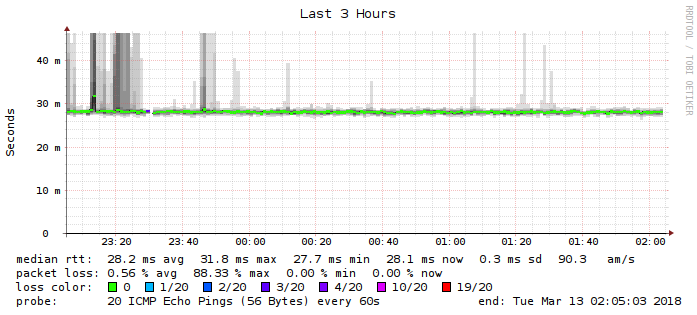 Last 3 Hours
RRDTOOL / TOBI OETIKER
Seconds
40 m
30 m
20 m
10 m
0
23:20 23:40 00:00 00:20 00:40 01:00 01:20 01:40 02:00
median rtt: 28.2 ms avg 31.8 ms max 27.7 ms min 28.1 ms now 0.3 ms sd 90.3 am/s
packet loss: 0.56 % avg 88.33 % max 0.00 % min 0.00 % now
loss color: 0 1/20 2/20 3/20 4/20 10/20 19/20
probe: 20 ICMP Echo Pings (56 Bytes) every 60s end: Tue Mar 13 02:05:03 2018